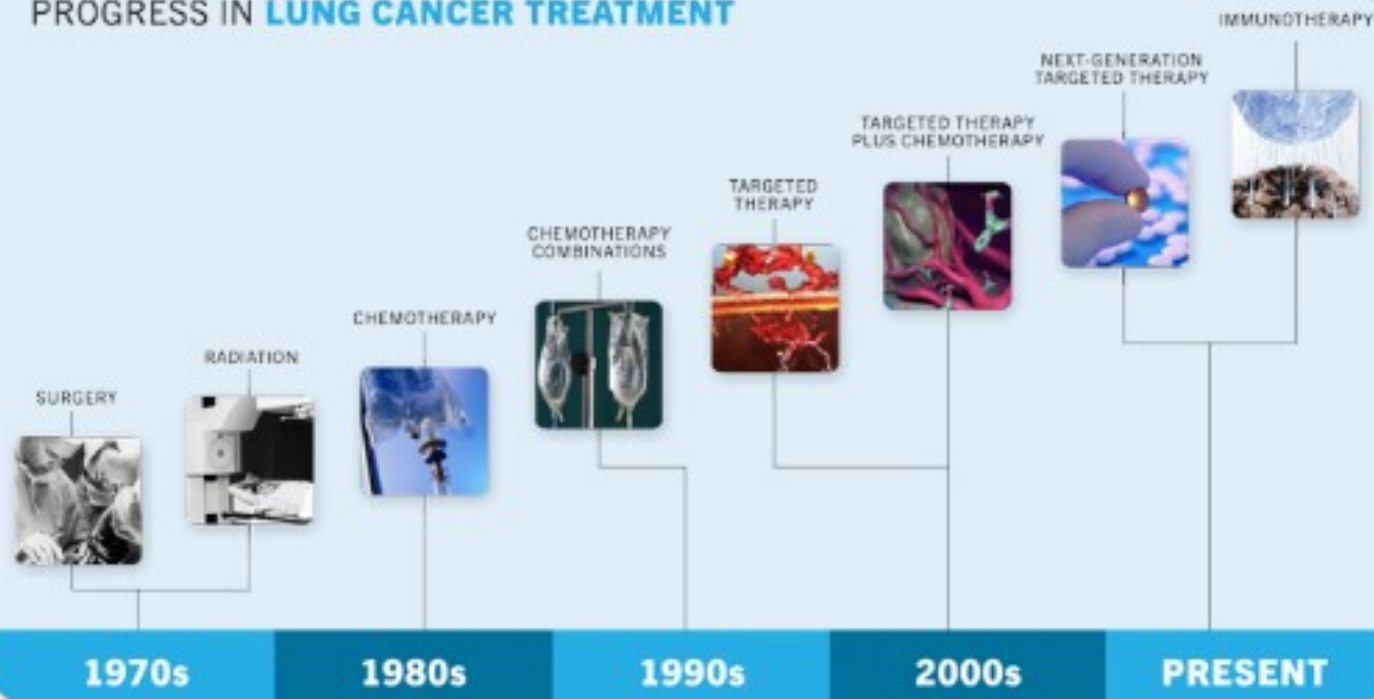 PROGRESS IN LUNG CANCER TREATMENT
IMMUNOTHERAPY
NEXT-GENERATION
TARGETED THERAPY
TARGETED THERAPY
PLUS CHEMOTHERAPY
TARGETED
THERAPY
CHEMOTHERAPY
COMBINATIONS
CHEMOTHERAPY
RADIATION
SURGERY
1970s
1980s
1990s
2000s
PRESENT